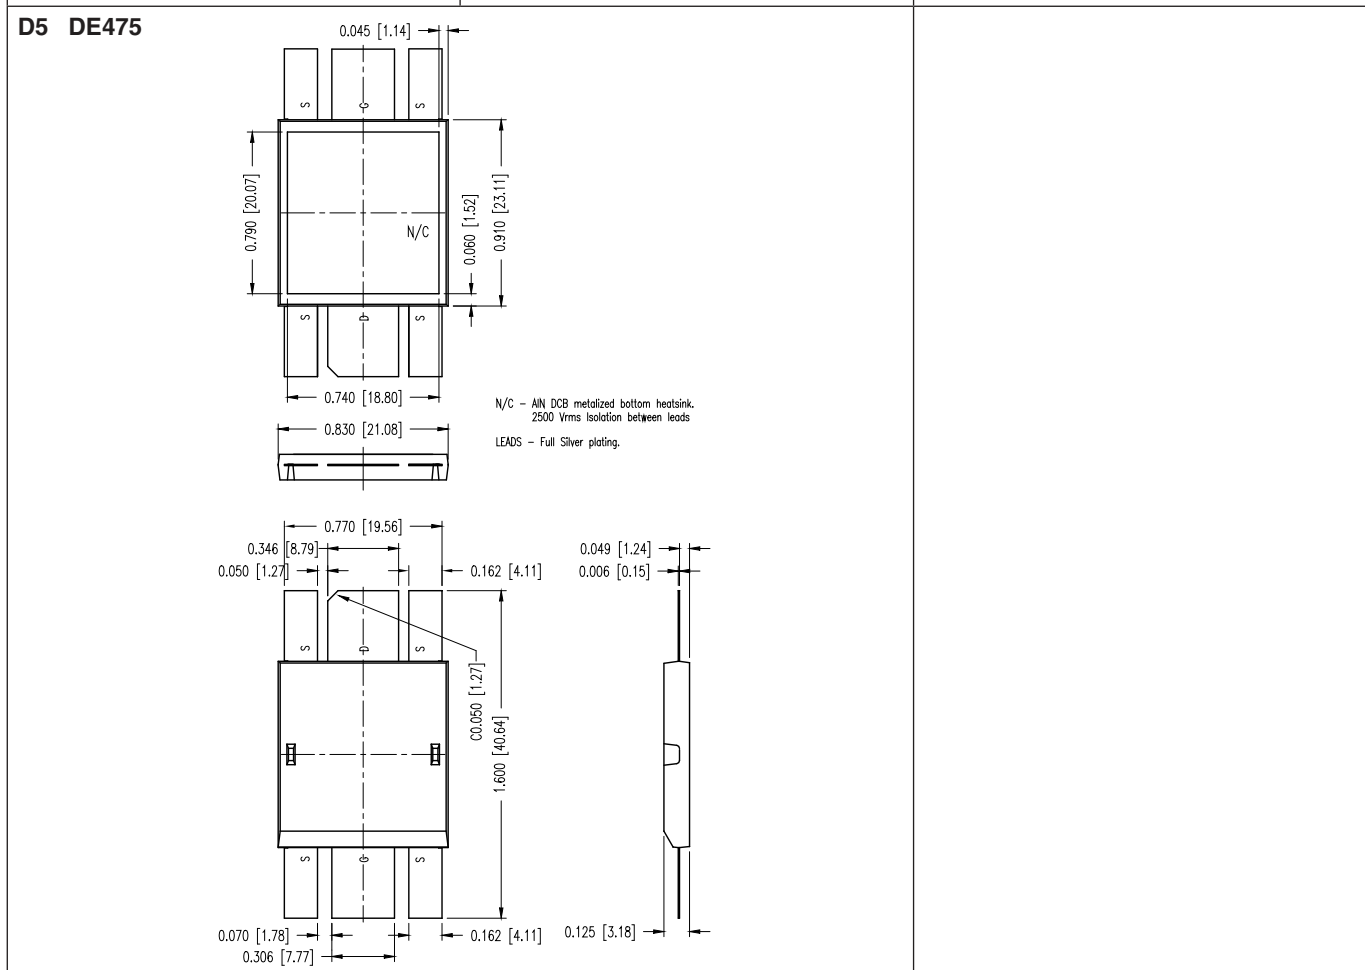 D5 DE475
0.045 [1.14]
S G S
0.790 [20.07]
N/C
0.060 [1.52]
0.910 [23.11]
S D S
0.740 [18.80]
0.830 [21.08]
N/C - AlN DCB metalized bottom heatsink.
2500 Vrms Isolation between leads
LEADS - Full Silver plating.
0.770 [19.56]
0.346 [8.79]
0.050 [1.27]
0.162 [4.11]
0.049 [1.24]
0.006 [0.15]
S D S
C0.050 [1.27]
1.600 [40.64]
S G S
0.070 [1.78]
0.162 [4.11]
0.306 [7.77]
0.125 [3.18]